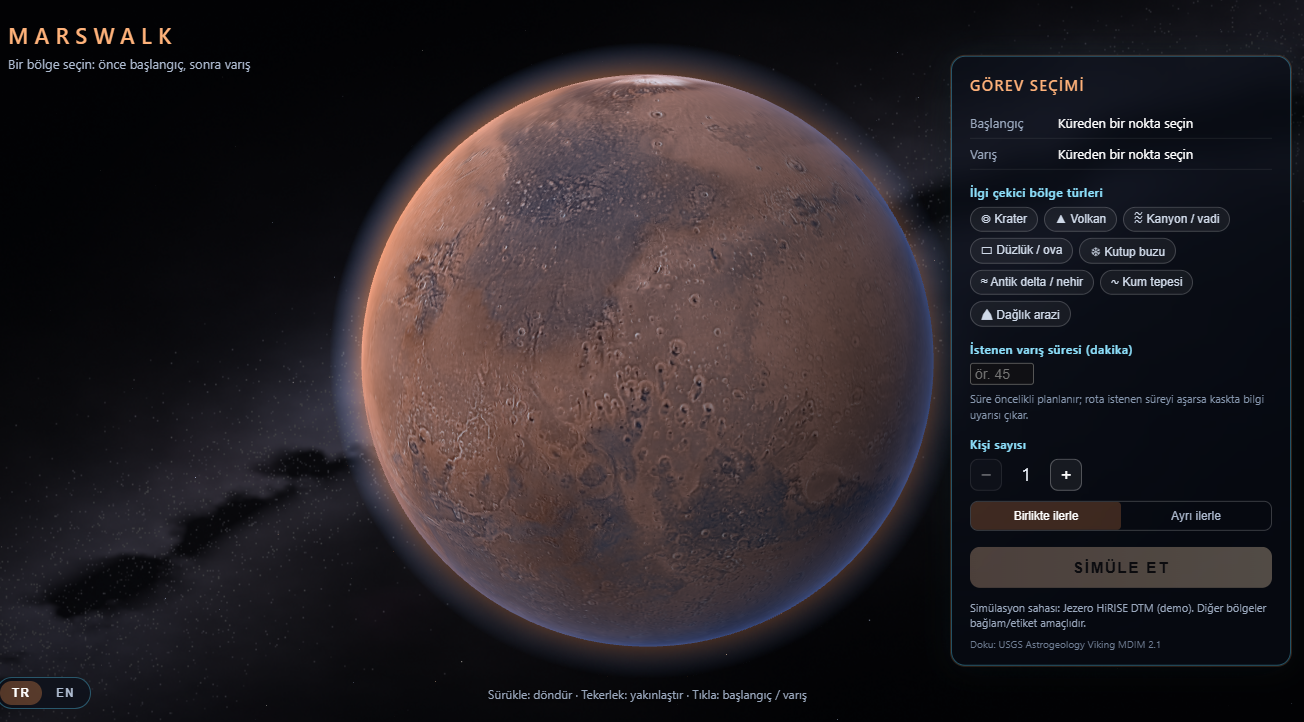 MARSWALK
Bir bölge seçin: önce başlangıç, sonra varış
GÖREV SEÇİMİ
Başlangıç Küreden bir nokta seçin
Varış Küreden bir nokta seçin
İlgi çekici bölge türleri
Krater Volkan Kanyon / vadi
Düzlük / ova Kutup buzu
Antik delta / nehir Kum tepesi
Dağlık arazi
İstenen varış süresi (dakika)
ör. 45
Süre öncelikli planlanır; rota istenen süreyi aşarsa kaskta bilgi
uyarısı çıkar.
Kişi sayısı
− 1 +
Birlikte ilerle Ayrı ilerle
SİMÜLE ET
Simülasyon sahası: Jezero HiRISE DTM (demo). Diğer bölgeler
bağlam/etiket amaçlıdır.
Doku: USGS Astrogeology Viking MDIM 2.1
TR EN
Sürükle: döndür · Tekerlek: yakınlaştır · Tıkla: başlangıç / varış